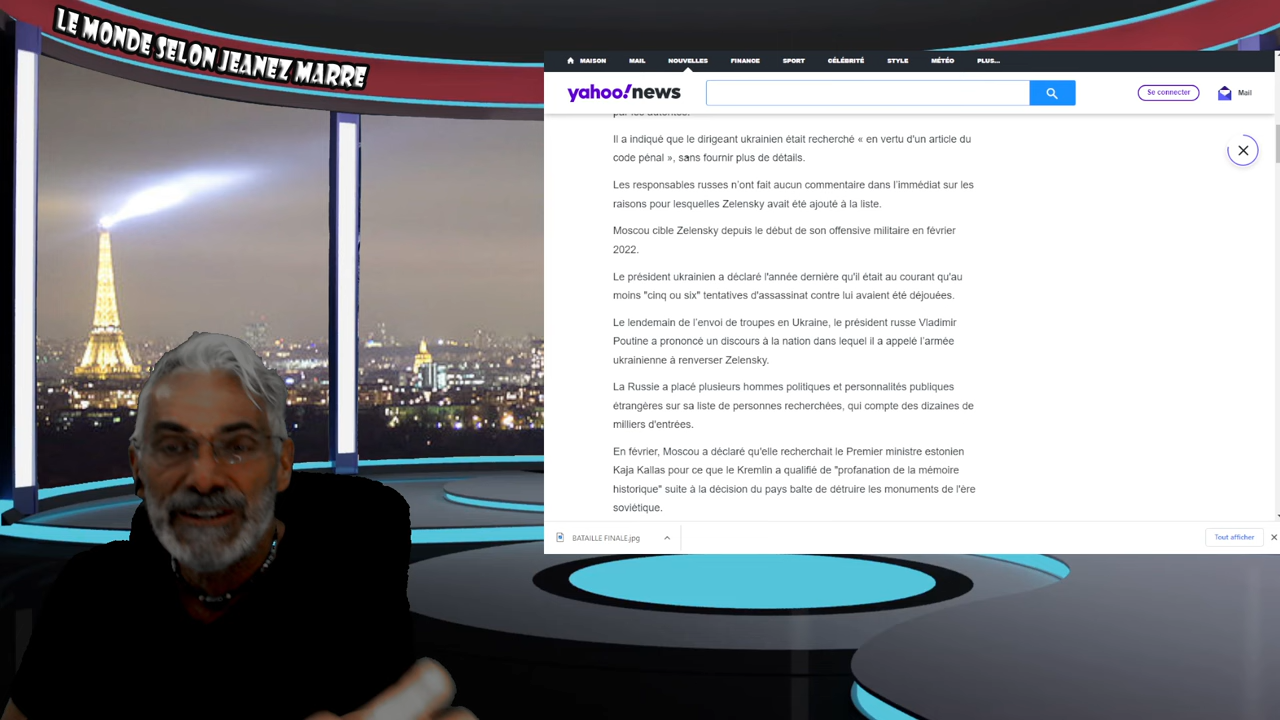 LE MONDE SELON JEANEZ MARRE
MAISON MAIL NOUVELLES FINANCE SPORT CÉLÉBRITÉ STYLE MÉTÉO PLUS...
yahoo!news
Se connecter
Mail
par les autorités.
Il a indiqué que le dirigeant ukrainien était recherché « en vertu d'un article du
code pénal », sans fournir plus de détails.
Les responsables russes n'ont fait aucun commentaire dans l'immédiat sur les
raisons pour lesquelles Zelensky avait été ajouté à la liste.
Moscou cible Zelensky depuis le début de son offensive militaire en février
2022.
Le président ukrainien a déclaré l'année dernière qu'il était au courant qu'au
moins "cinq ou six" tentatives d'assassinat contre lui avaient été déjouées.
Le lendemain de l'envoi de troupes en Ukraine, le président russe Vladimir
Poutine a prononcé un discours à la nation dans lequel il a appelé l'armée
ukrainienne à renverser Zelensky.
La Russie a placé plusieurs hommes politiques et personnalités publiques
étrangères sur sa liste de personnes recherchées, qui compte des dizaines de
milliers d'entrées.
En février, Moscou a déclaré qu'elle recherchait le Premier ministre estonien
Kaja Kallas pour ce que le Kremlin a qualifié de "profanation de la mémoire
historique" suite à la décision du pays balte de détruire les monuments de l'ère
soviétique.
BATAILLE FINALE.jpg
Tout afficher